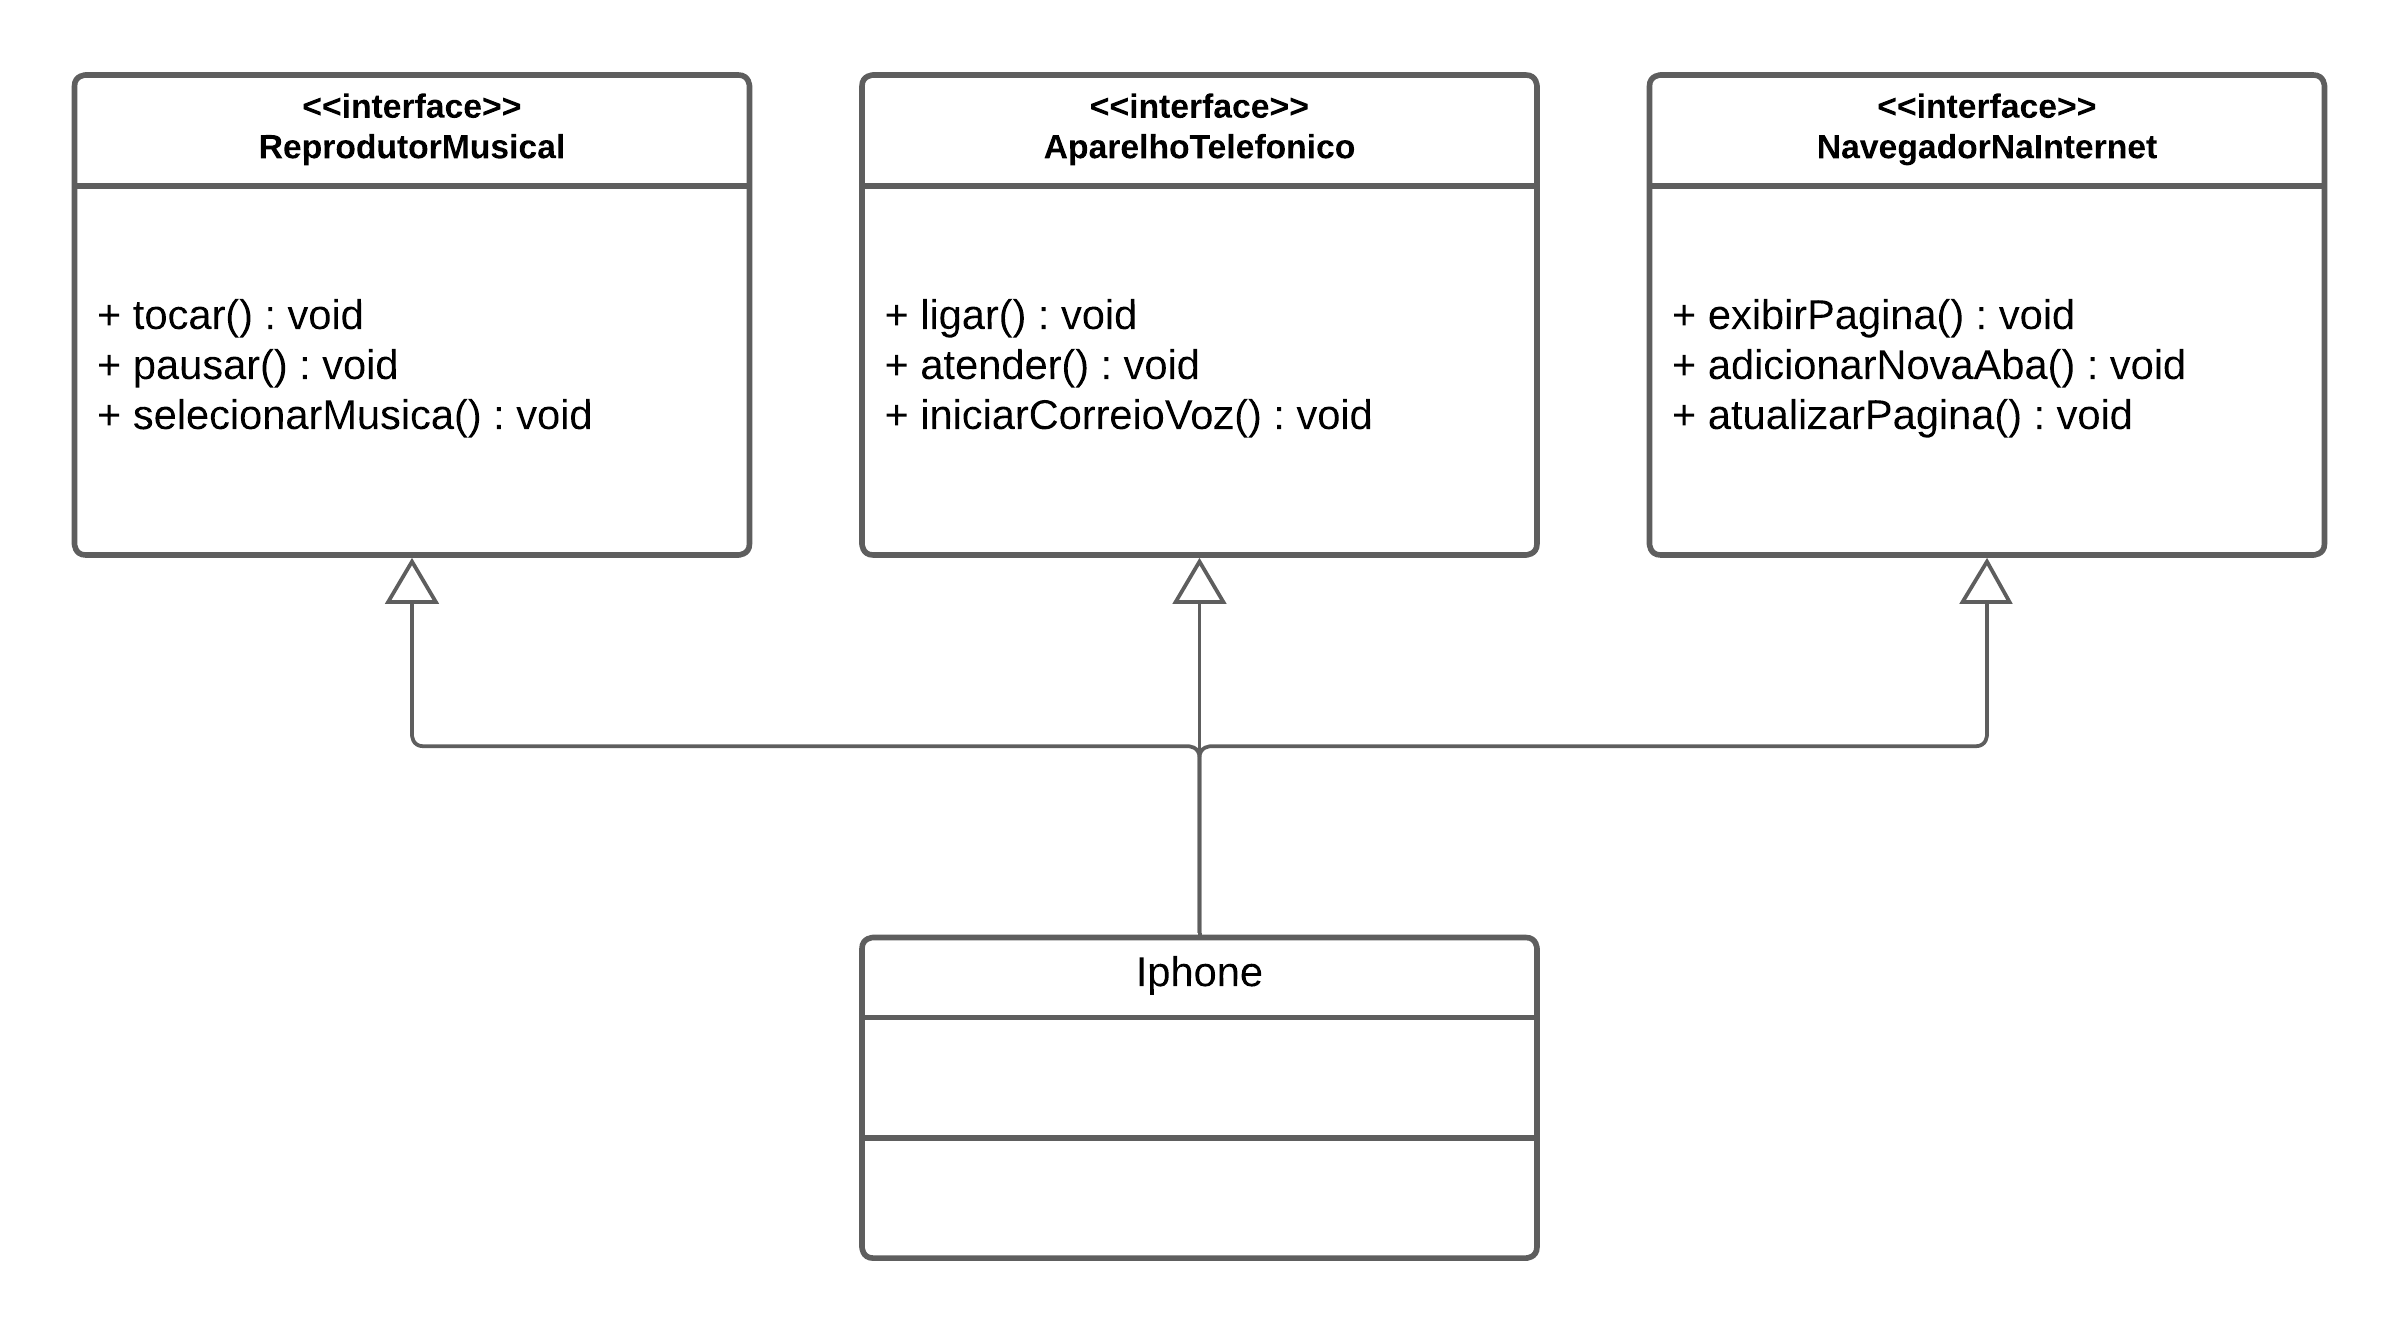 <<interface>>
ReprodutorMusical
+ tocar() : void
+ pausar() : void
+ selecionarMusica() : void
<<interface>>
AparelhoTelefonico
+ ligar() : void
+ atender() : void
+ iniciarCorreioVoz() : void
<<interface>>
NavegadorNaInternet
+ exibirPagina() : void
+ adicionarNovaAba() : void
+ atualizarPagina() : void
Iphone